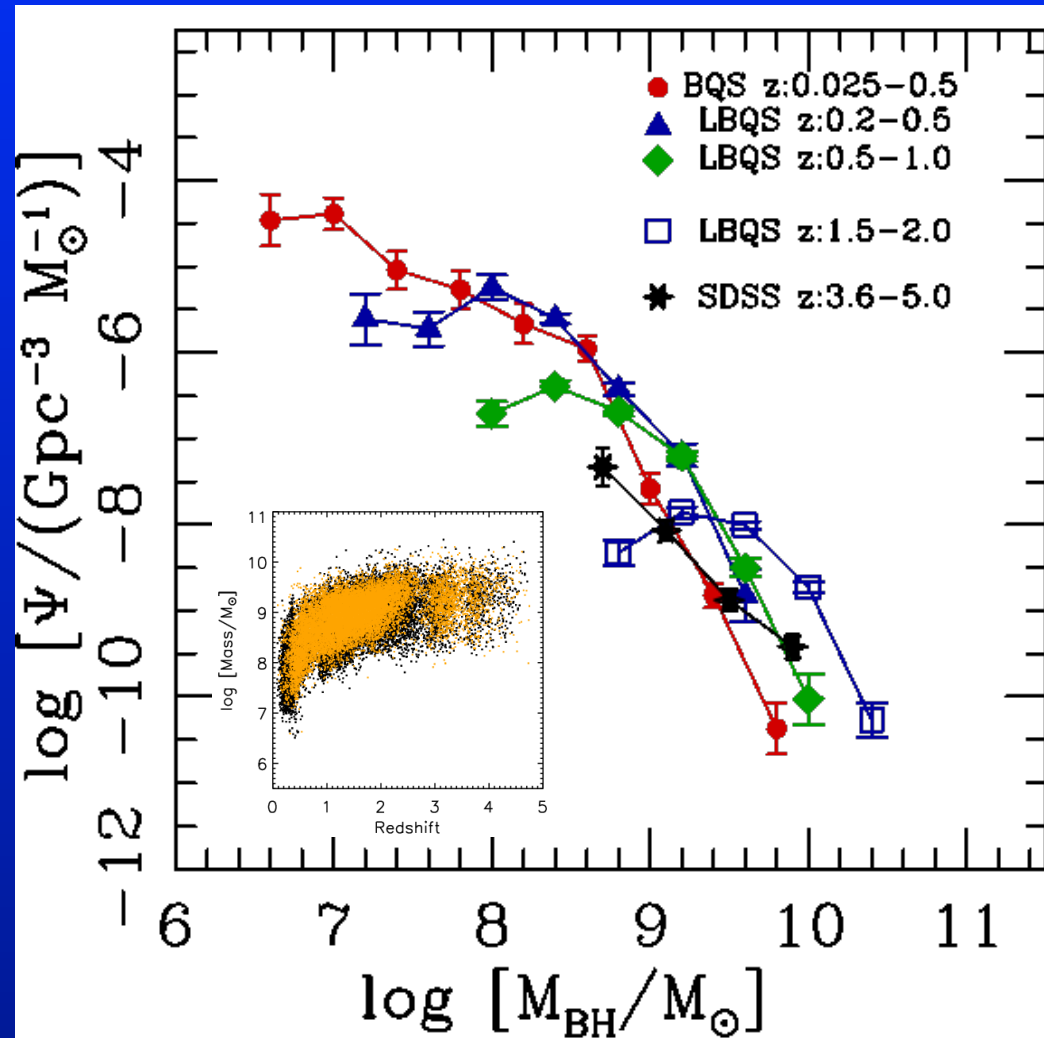 BQS z:0.025−0.5
LBQS z:0.2−0.5
LBQS z:0.5−1.0
LBQS z:1.5−2.0
SDSS z:3.6−5.0
log [Ψ/(Gpc⁻³ M⊙⁻¹)]
−4
−6
−8
−10
−12
6 7 8 9 10 11
log [M_BH/M⊙]
log [Mass/M⊙]
11
10
9
8
7
6
0 1 2 3 4 5
Redshift